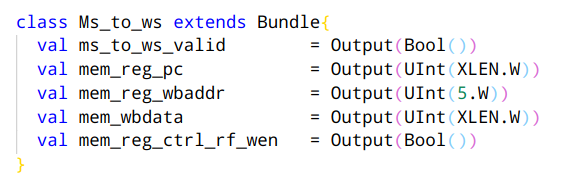 class Ms_to_ws extends Bundle{
  val ms_to_ws_valid        = Output(Bool())
  val mem_reg_pc            = Output(UInt(XLEN.W))
  val mem_reg_wbaddr        = Output(UInt(5.W))
  val mem_wbdata            = Output(UInt(XLEN.W))
  val mem_reg_ctrl_rf_wen   = Output(Bool())
}